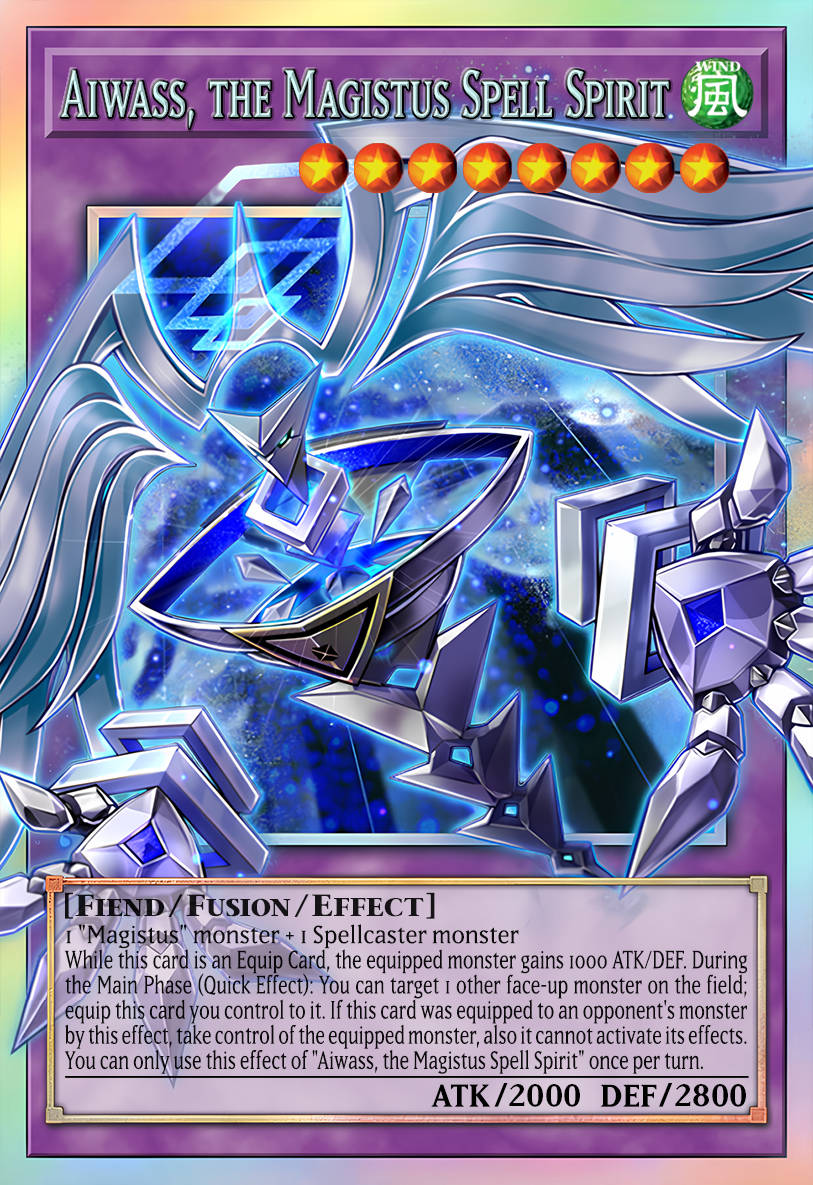 Aiwass, the Magistus Spell Spirit
WIND
風
[Fiend/Fusion/Effect]
1 "Magistus" monster + 1 Spellcaster monster
While this card is an Equip Card, the equipped monster gains 1000 ATK/DEF. During
the Main Phase (Quick Effect): You can target 1 other face-up monster on the field;
equip this card you control to it. If this card was equipped to an opponent's monster
by this effect, take control of the equipped monster, also it cannot activate its effects.
You can only use this effect of "Aiwass, the Magistus Spell Spirit" once per turn.
ATK/2000 DEF/2800